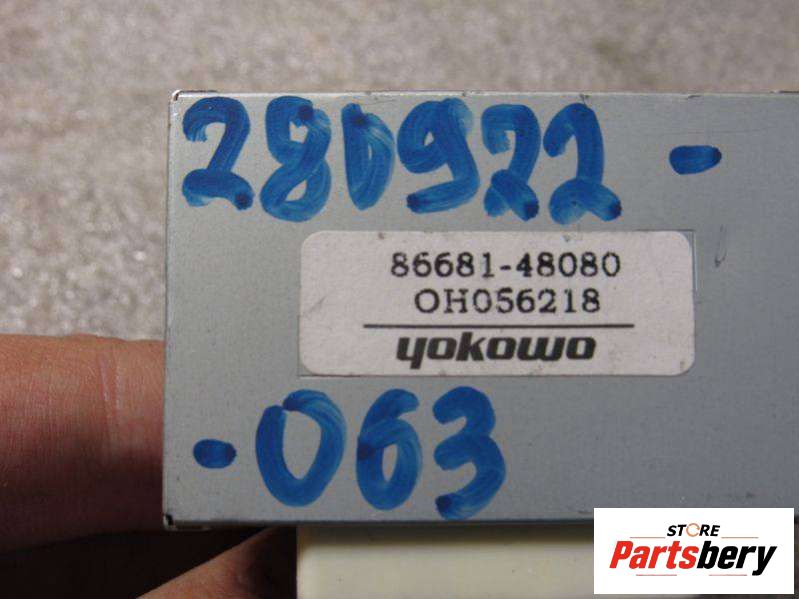 280922-
86681-48080
OH056218
yokowo
-063
STORE
Partsbery